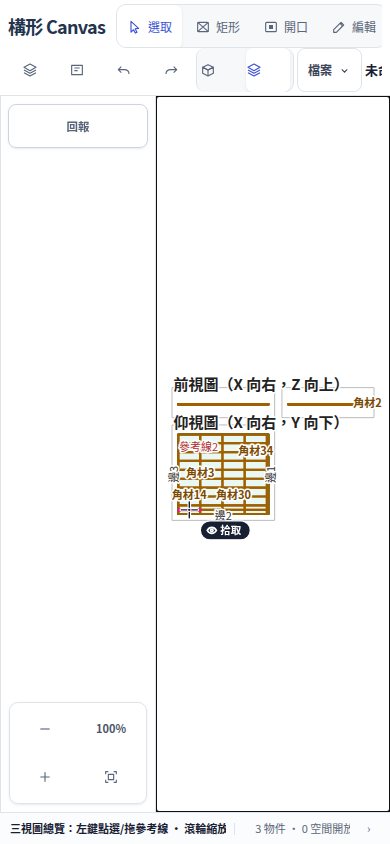 構形 Canvas
選取
矩形
開口
編輯
檔案
回報
前視圖（X 向右，Z 向上）
角材2
仰視圖（X 向右，Y 向下）
參考線2
角材34
角材3
邊3
邊1
角材14
角材30
邊2
拾取
100%
三視圖總覽：左鍵點選/拖參考線 · 滾輪縮放
3 物件 · 0 空間開放